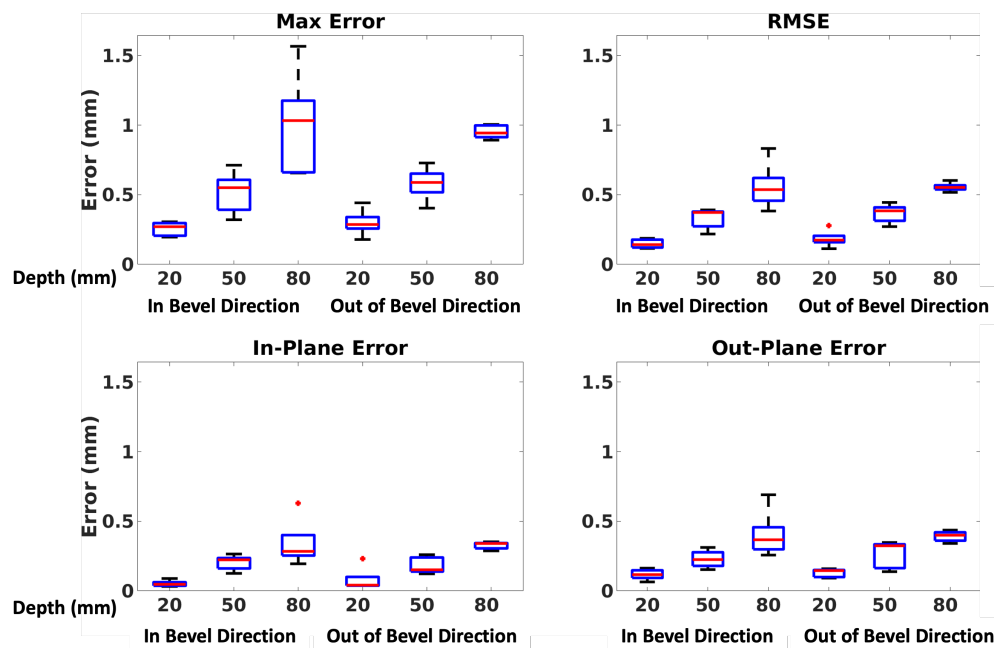 Max Error
RMSE
Error (mm)
1.5
1
0.5
0
1.5
1
0.5
0
Depth (mm) 20 50 80 20 50 80
20 50 80 20 50 80
In Bevel Direction Out of Bevel Direction
In Bevel Direction Out of Bevel Direction
In-Plane Error
Out-Plane Error
Error (mm)
1.5
1
0.5
0
1.5
1
0.5
0
Depth (mm) 20 50 80 20 50 80
20 50 80 20 50 80
In Bevel Direction Out of Bevel Direction
In Bevel Direction Out of Bevel Direction